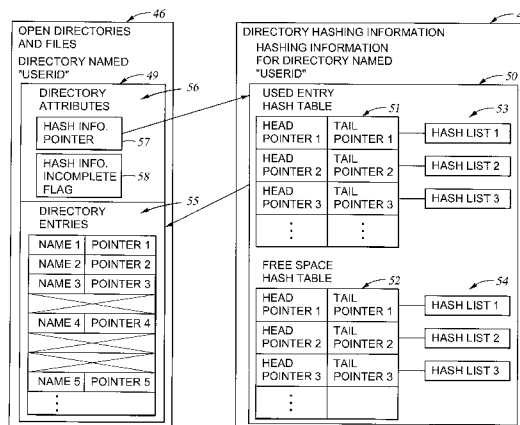 46
OPEN DIRECTORIES
AND FILES
DIRECTORY NAMED
"USERID"
49
DIRECTORY
ATTRIBUTES
56
HASH INFO.
POINTER
57
HASH INFO.
INCOMPLETE
FLAG
58
DIRECTORY
ENTRIES
55
NAME 1 POINTER 1
NAME 2 POINTER 2
NAME 3 POINTER 3
NAME 4 POINTER 4
NAME 5 POINTER 5
DIRECTORY HASHING INFORMATION
HASHING INFORMATION
FOR DIRECTORY NAMED
"USERID"
50
USED ENTRY
HASH TABLE
51
53
HEAD POINTER 1 TAIL POINTER 1 HASH LIST 1
HEAD POINTER 2 TAIL POINTER 2 HASH LIST 2
HEAD POINTER 3 TAIL POINTER 3 HASH LIST 3
FREE SPACE
HASH TABLE
52
54
HEAD POINTER 1 TAIL POINTER 1 HASH LIST 1
HEAD POINTER 2 TAIL POINTER 2 HASH LIST 2
HEAD POINTER 3 TAIL POINTER 3 HASH LIST 3